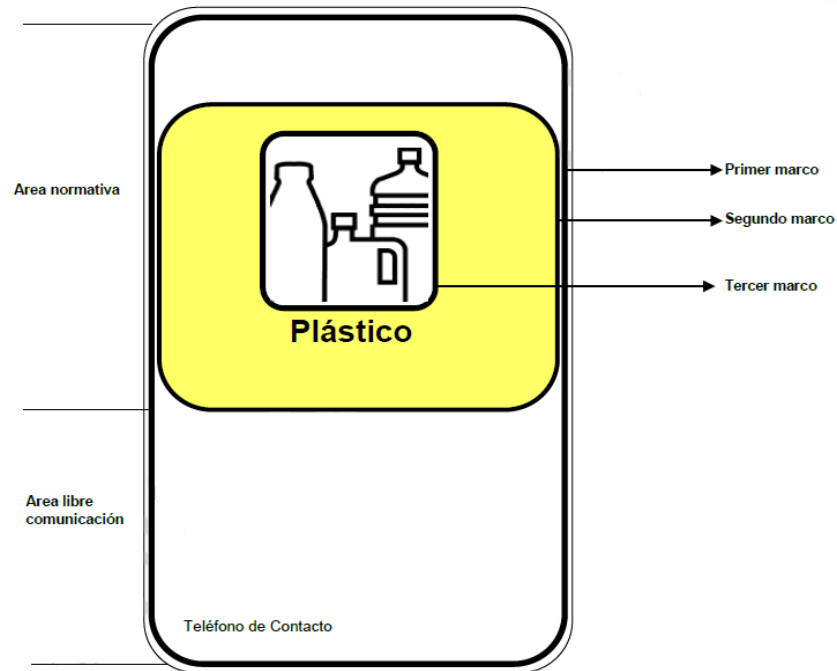 Area normativa
Primer marco
Segundo marco
Tercer marco
Plástico
Area libre
comunicación
Teléfono de Contacto